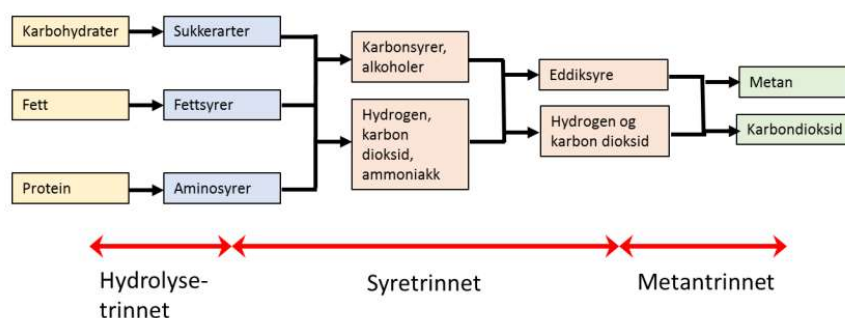 Karbohydrater
Sukkerarter
Fett
Fettsyrer
Protein
Aminosyrer
Karbonsyrer,
alkoholer
Hydrogen,
karbon
dioksid,
ammoniakk
Eddiksyre
Hydrogen og
karbon dioksid
Metan
Karbondioksid
Hydrolyse-
trinnet
Syretrinnet
Metantrinnet